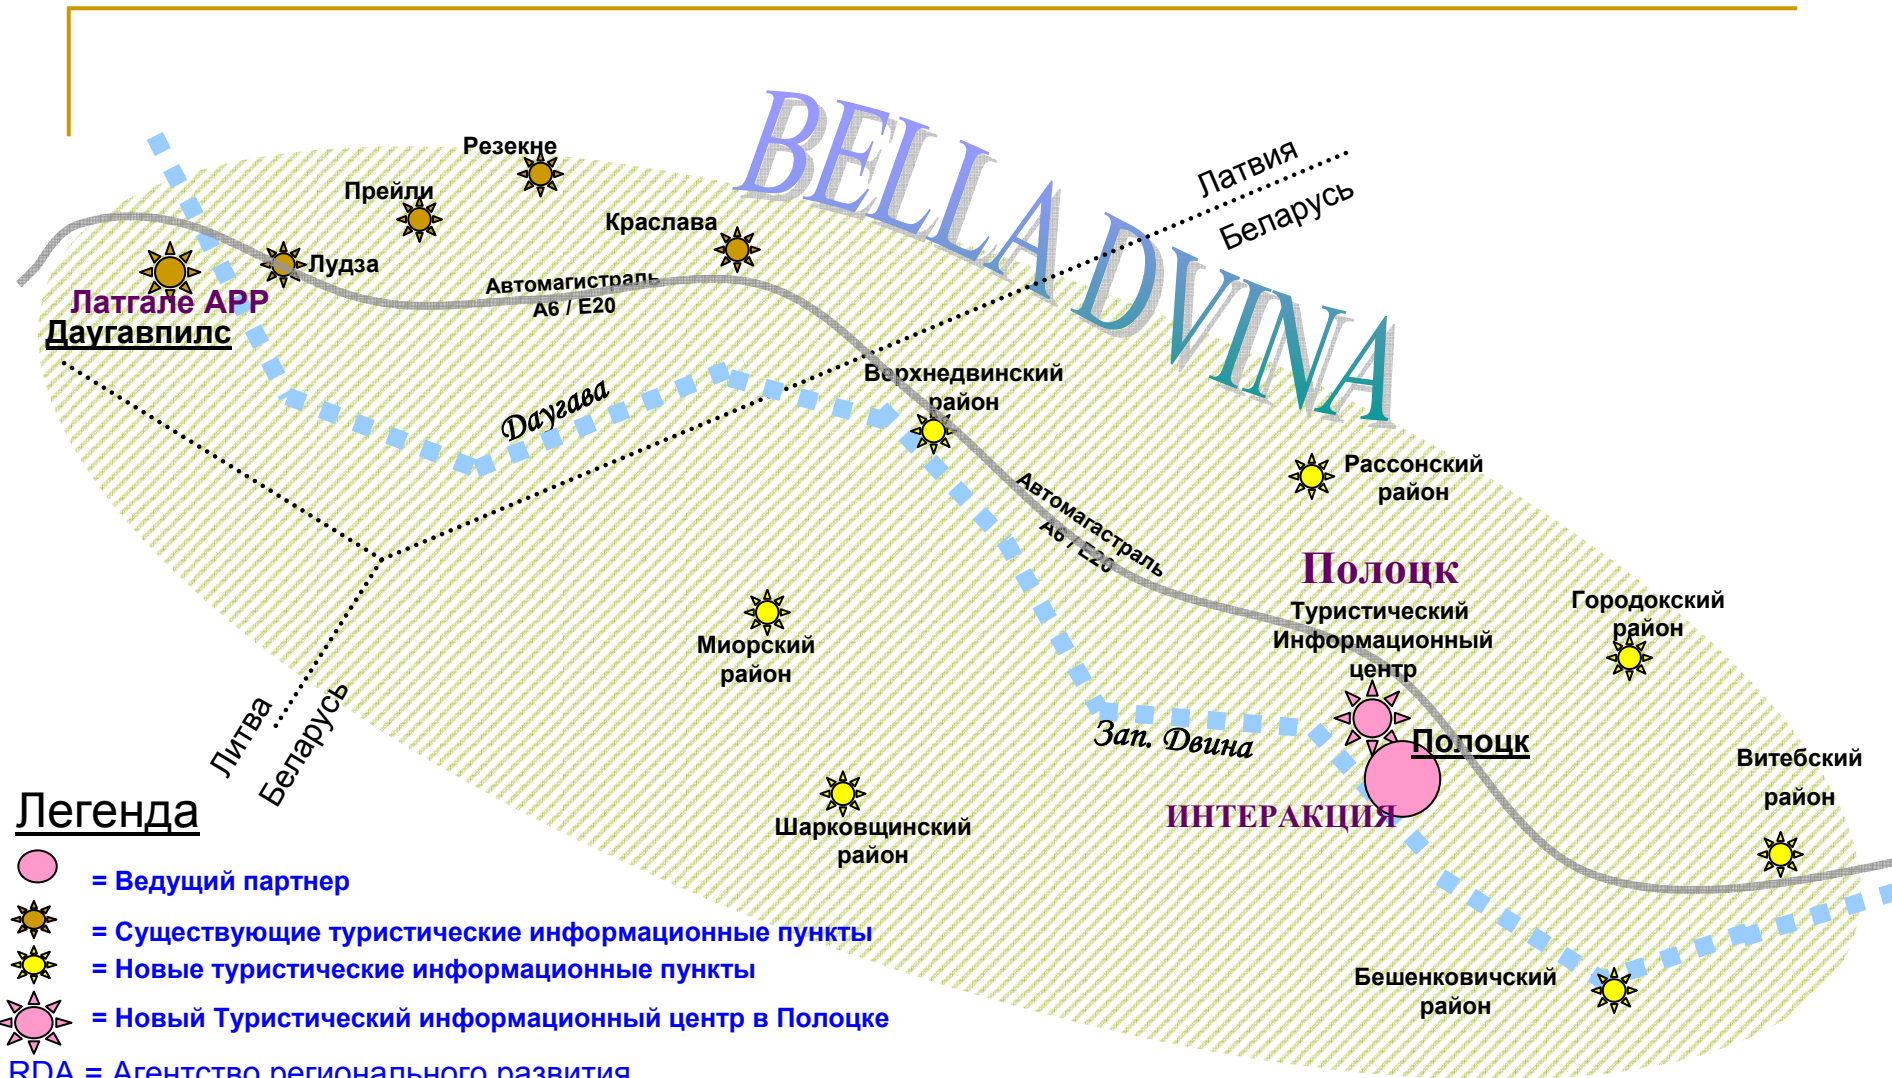 BELLA DVINA
Латвия
Беларусь
Резекне
Прейли
Краслава
Лудза
Автомагистраль
A6 / E20
Латгале АРР
Даугавпилс
Даугава
Верхнедвинский
район
Рассонский
район
Автомагастраль
A6 / E20
Полоцк
Туристический
Информационный
центр
Городокский
район
Миорский
район
Литва
Беларусь
Зап. Двина
Полоцк
Витебский
район
ИНТЕРАКЦИЯ
Шарковщинский
район
Бешенковичский
район
Легенда
= Ведущий партнер
= Существующие туристические информационные пункты
= Новые туристические информационные пункты
= Новый Туристический информационный центр в Полоцке
RDA = Агентство регионального развития